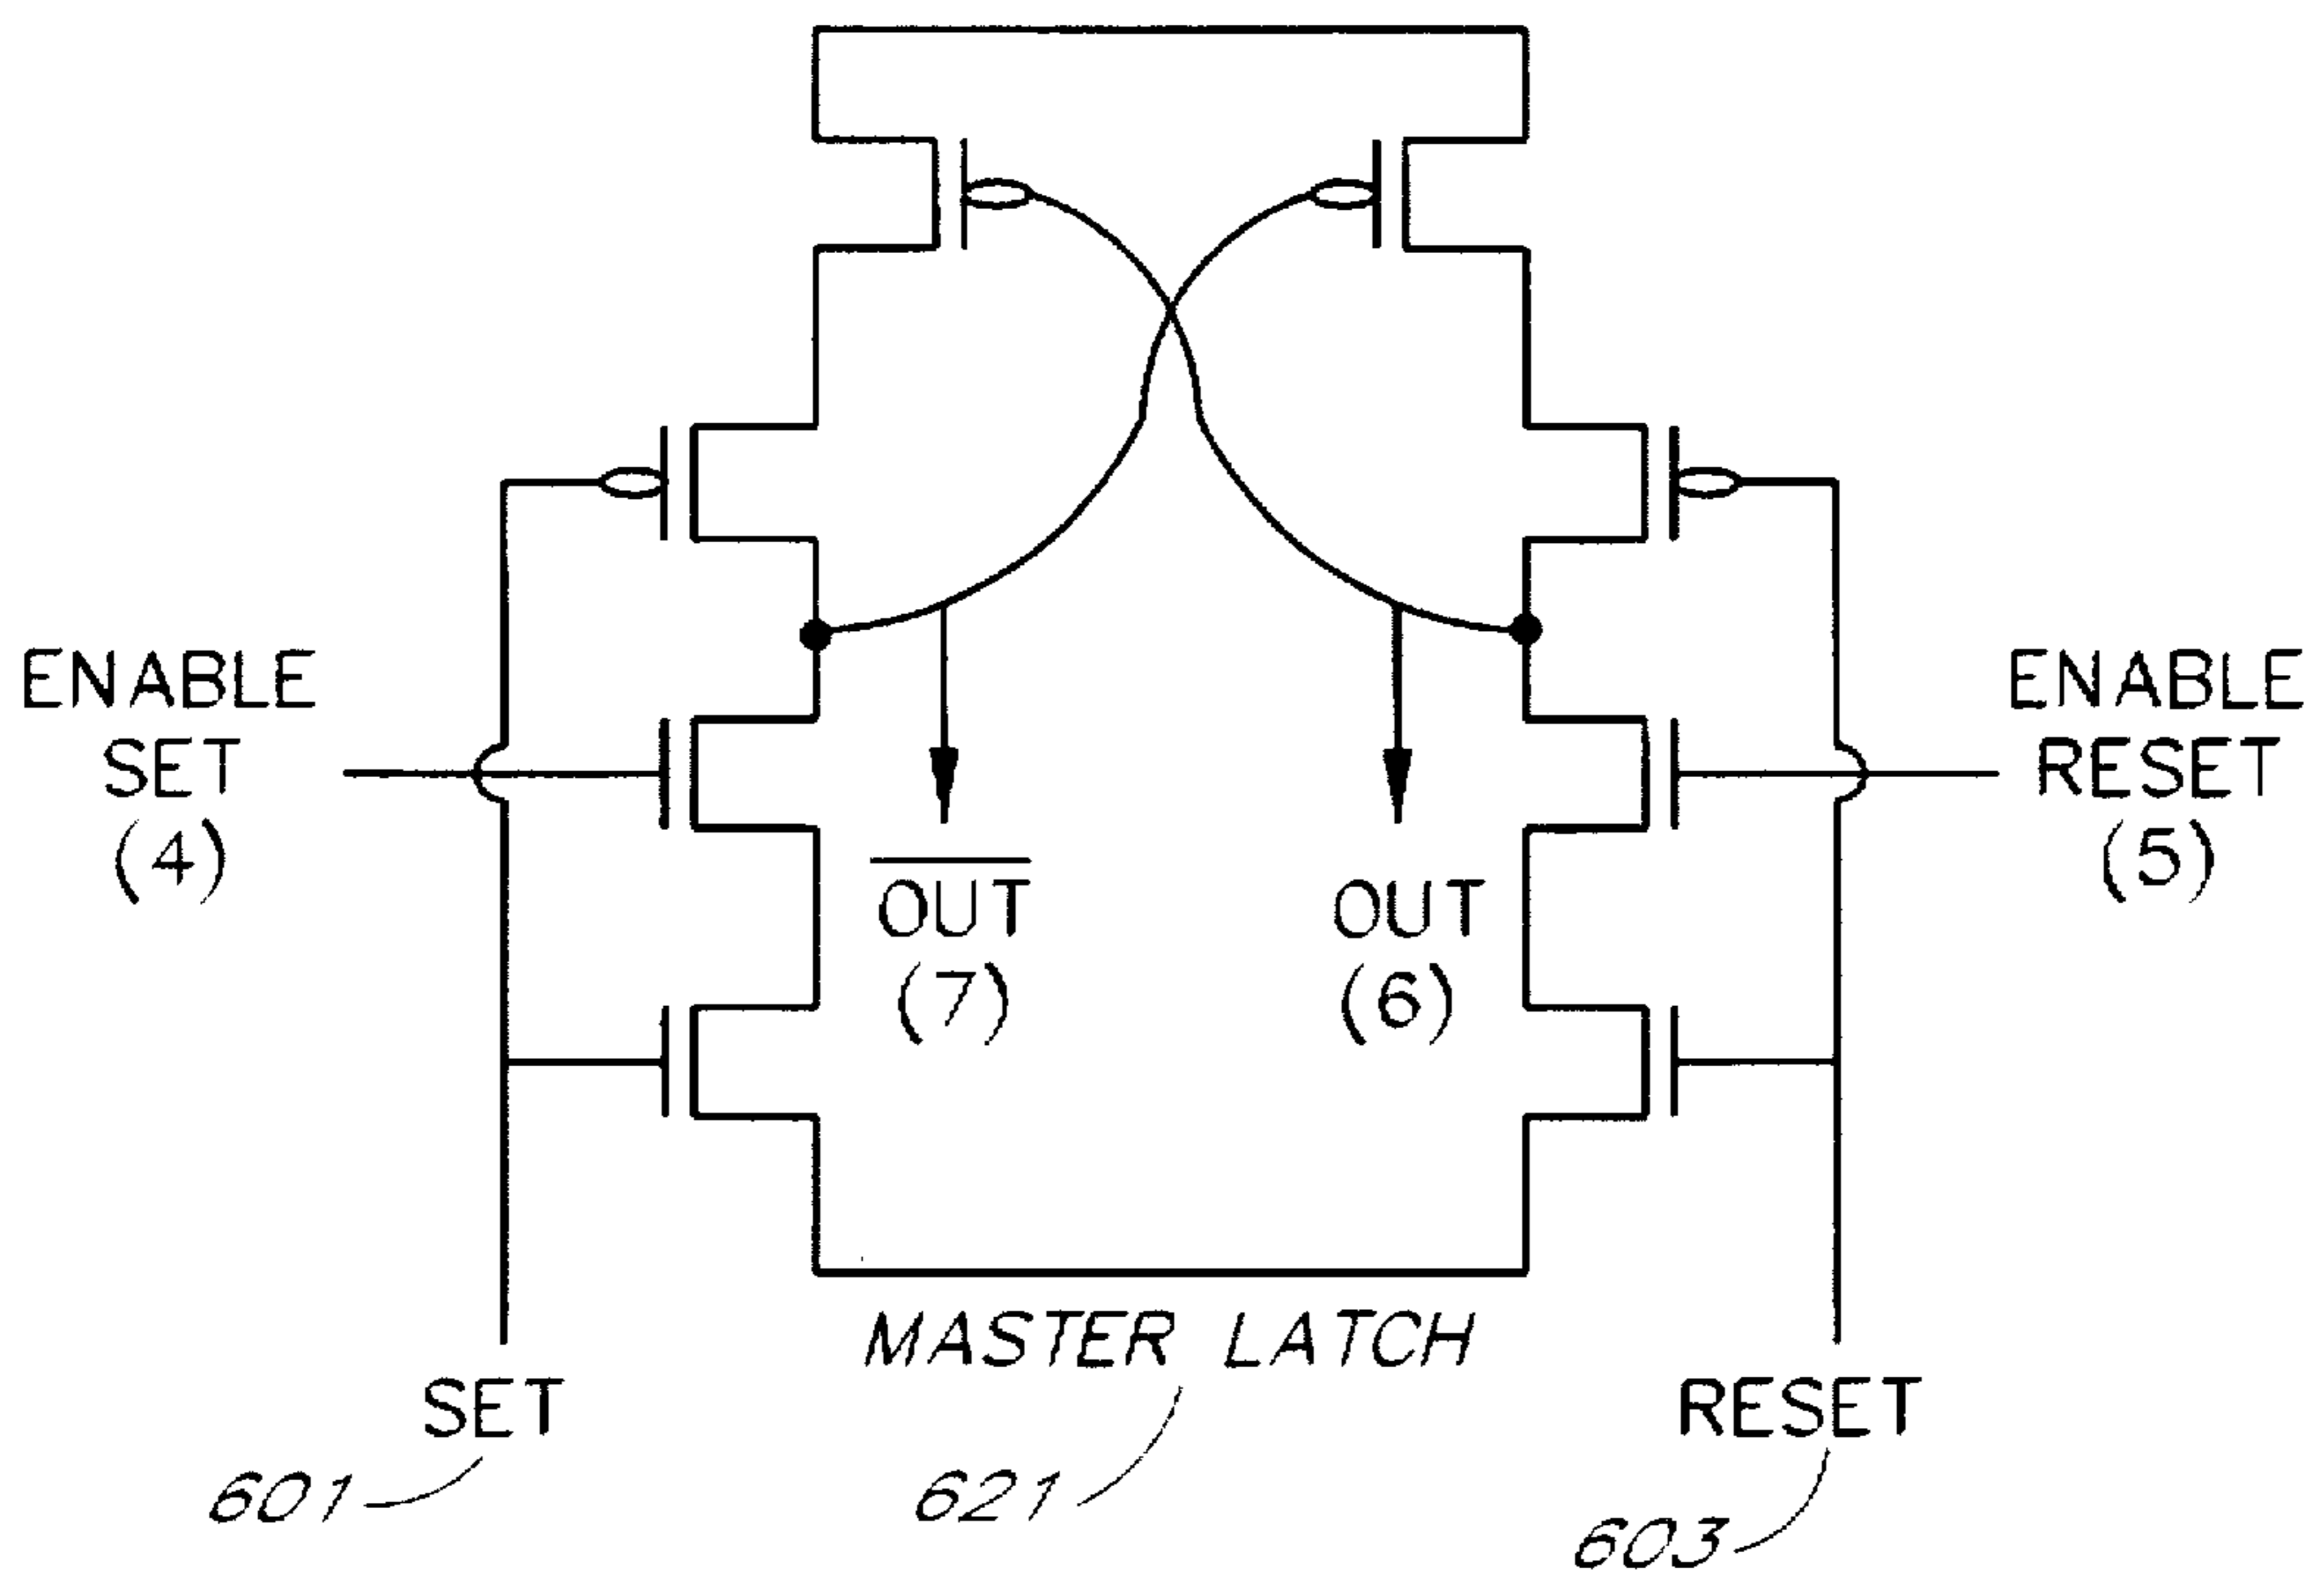 ENABLE
SET
(4)
ENABLE
RESET
(5)
OUT
(7)
OUT
(6)
MASTER LATCH
SET
RESET
601
621
603